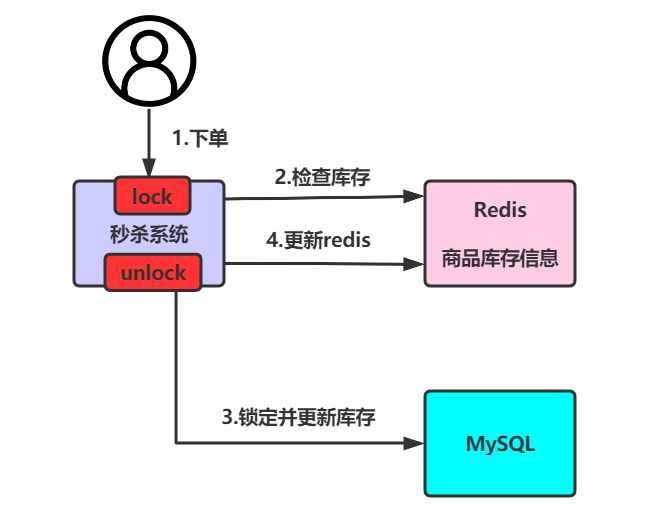 1.下单
lock
秒杀系统
unlock
2.检查库存
4.更新redis
Redis
商品库存信息
3.锁定并更新库存
MySQL